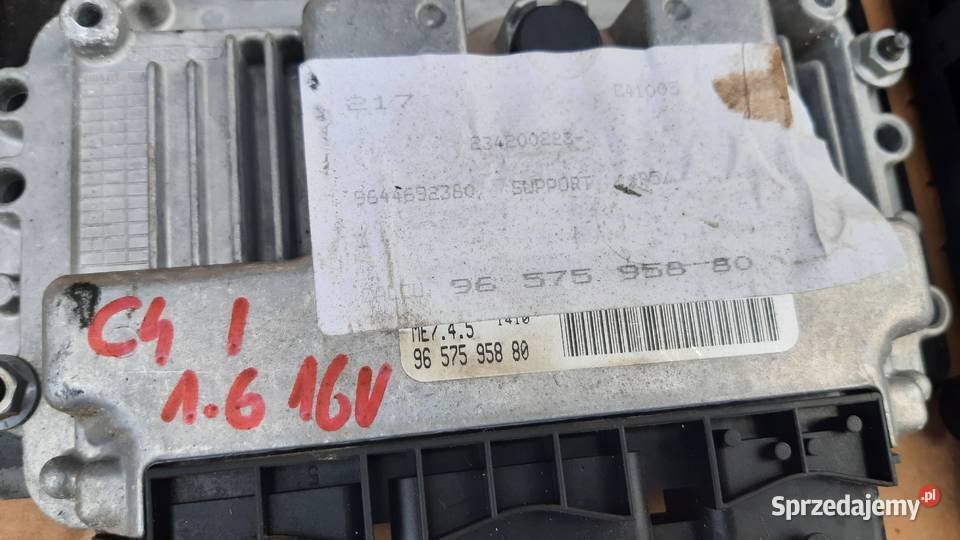 217 C41005
234200223-
9644692380, SUPPORT
96 575 958 80
ME7.4.5 1410
96 575 958 80
C4 I
1.6 16V
Sprzedajemy.pl